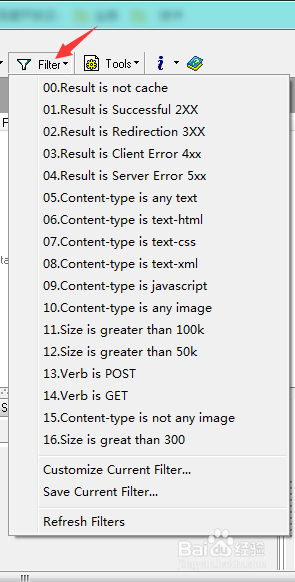 Filter Tools
00.Result is not cache
01.Result is Successful 2XX
02.Result is Redirection 3XX
03.Result is Client Error 4xx
04.Result is Server Error 5xx
05.Content-type is any text
06.Content-type is text-html
07.Content-type is text-css
08.Content-type is text-xml
09.Content-type is javascript
10.Content-type is any image
11.Size is greater than 100k
12.Size is greater than 50k
13.Verb is POST
14.Verb is GET
15.Content-type is not any image
16.Size is great than 300
Customize Current Filter...
Save Current Filter...
Refresh Filters
Baidu 经验